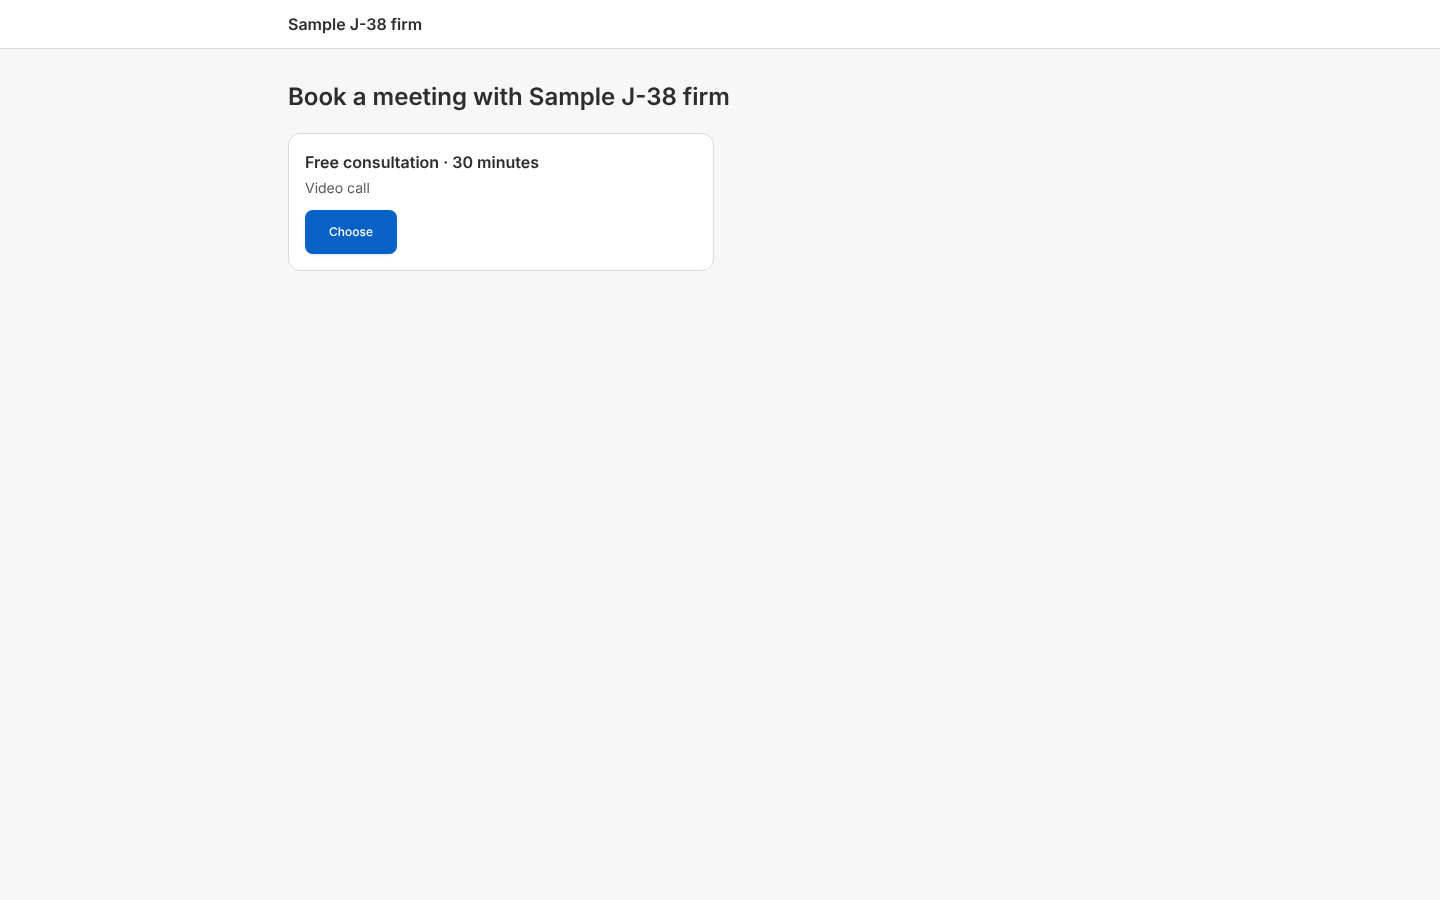 Sample J-38 firm
Book a meeting with Sample J-38 firm
Free consultation · 30 minutes
Video call
Choose